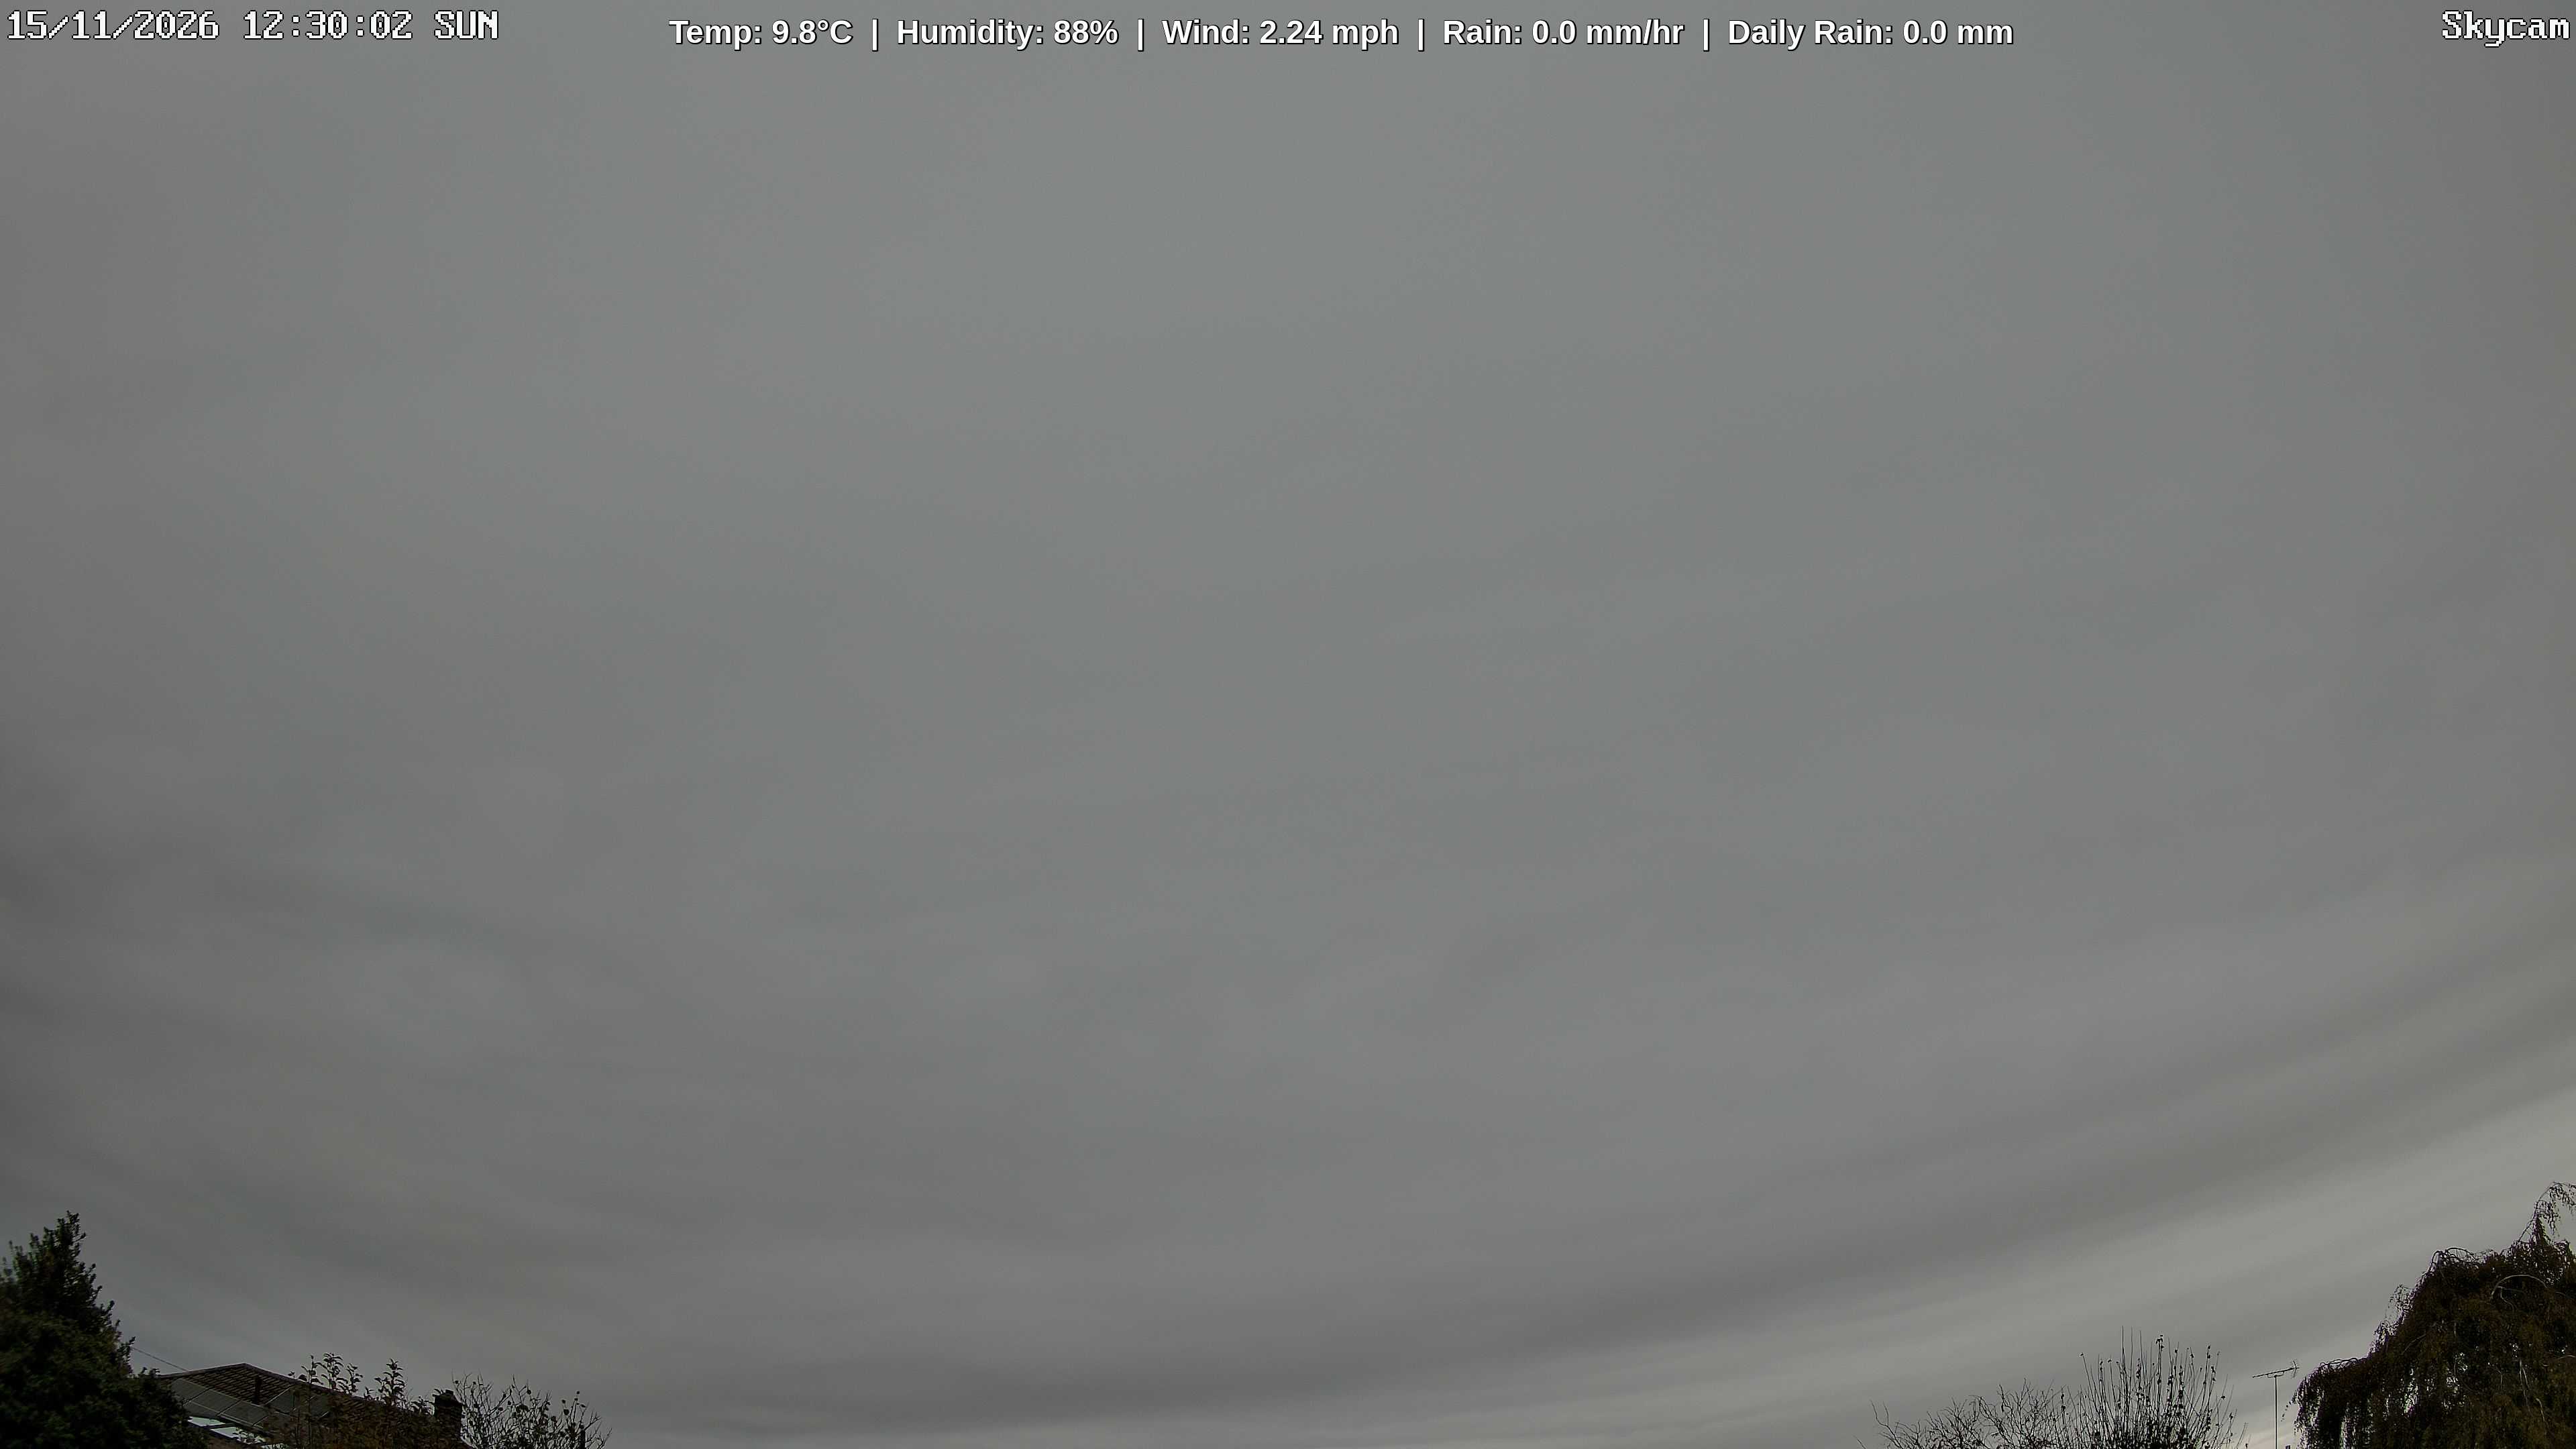 15/11/2026 12:30:02 SUN
Temp: 9.8°C | Humidity: 88% | Wind: 2.24 mph | Rain: 0.0 mm/hr | Daily Rain: 0.0 mm
Skycam